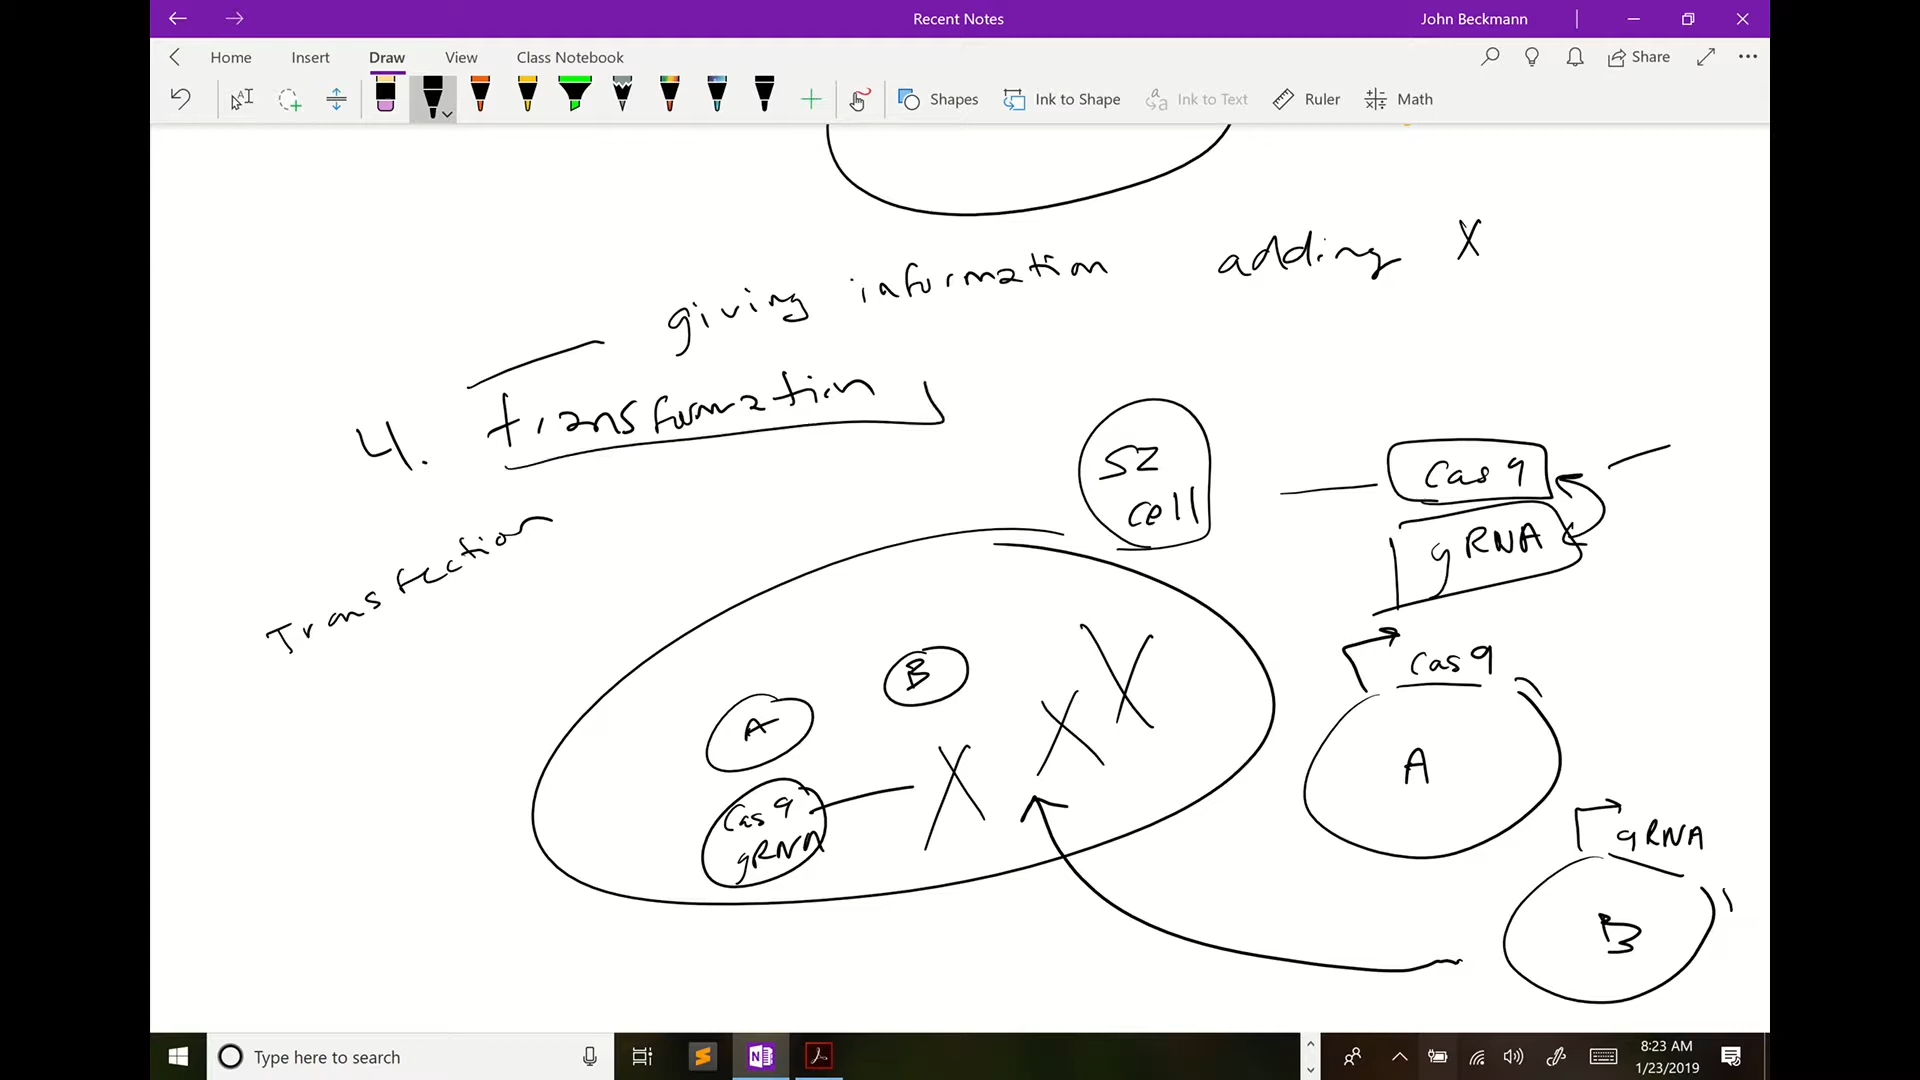 Recent Notes
John Beckmann
Home Insert Draw View Class Notebook
Share
Shapes Ink to Shape Ink to Text Ruler Math
giving information adding X
4. transformation
Transfection
S2
cell
Cas 9
gRNA
Cas 9
A
gRNA
B
B
A
Cas 9
gRNA
X X X
Type here to search
8:23 AM
1/23/2019